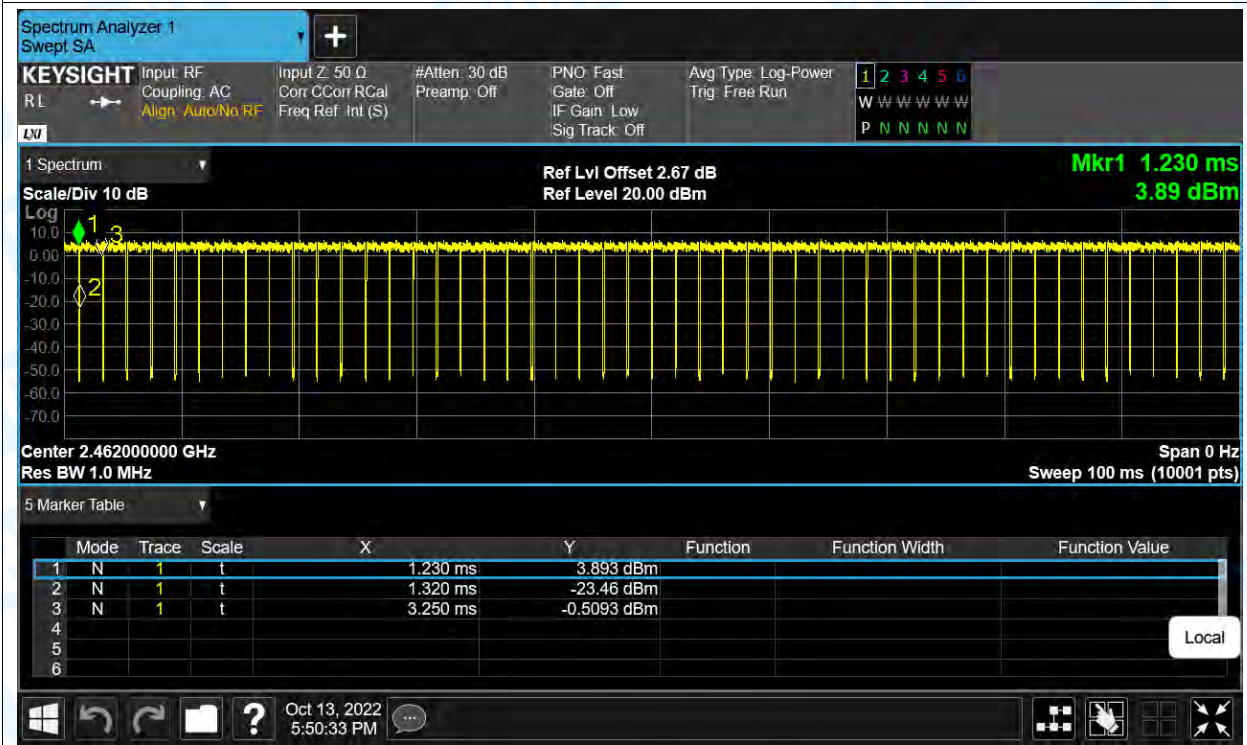 Spectrum Analyzer 1
Swept SA
+
KEYSIGHT Input: RF Input Z: 50 Ω #Atten: 30 dB PNO: Fast Avg Type: Log-Power 1 2 3 4 5 6
R L Coupling: AC Corr CCorr RCal Preamp: Off Gate: Off Trig: Free Run W W W W W W
Align: Auto/No RF Freq Ref: Int (S) IF Gain: Low
LXI Sig Track: Off P N N N N N
1 Spectrum Ref Lvl Offset 2.67 dB Mkr1 1.230 ms
Scale/Div 10 dB Ref Level 20.00 dBm 3.89 dBm
Log
1
3
10.0
0.00
-10.0
2
-20.0
-30.0
-40.0
-50.0
-60.0
-70.0
Center 2.462000000 GHz Span 0 Hz
Res BW 1.0 MHz Sweep 100 ms (10001 pts)
5 Marker Table
Mode Trace Scale X Y Function Function Width Function Value
1 N 1 t 1.230 ms 3.893 dBm
2 N 1 t 1.320 ms -23.46 dBm
3 N 1 t 3.250 ms -0.5093 dBm
4
5
6
Local
? Oct 13, 2022
5:50:33 PM